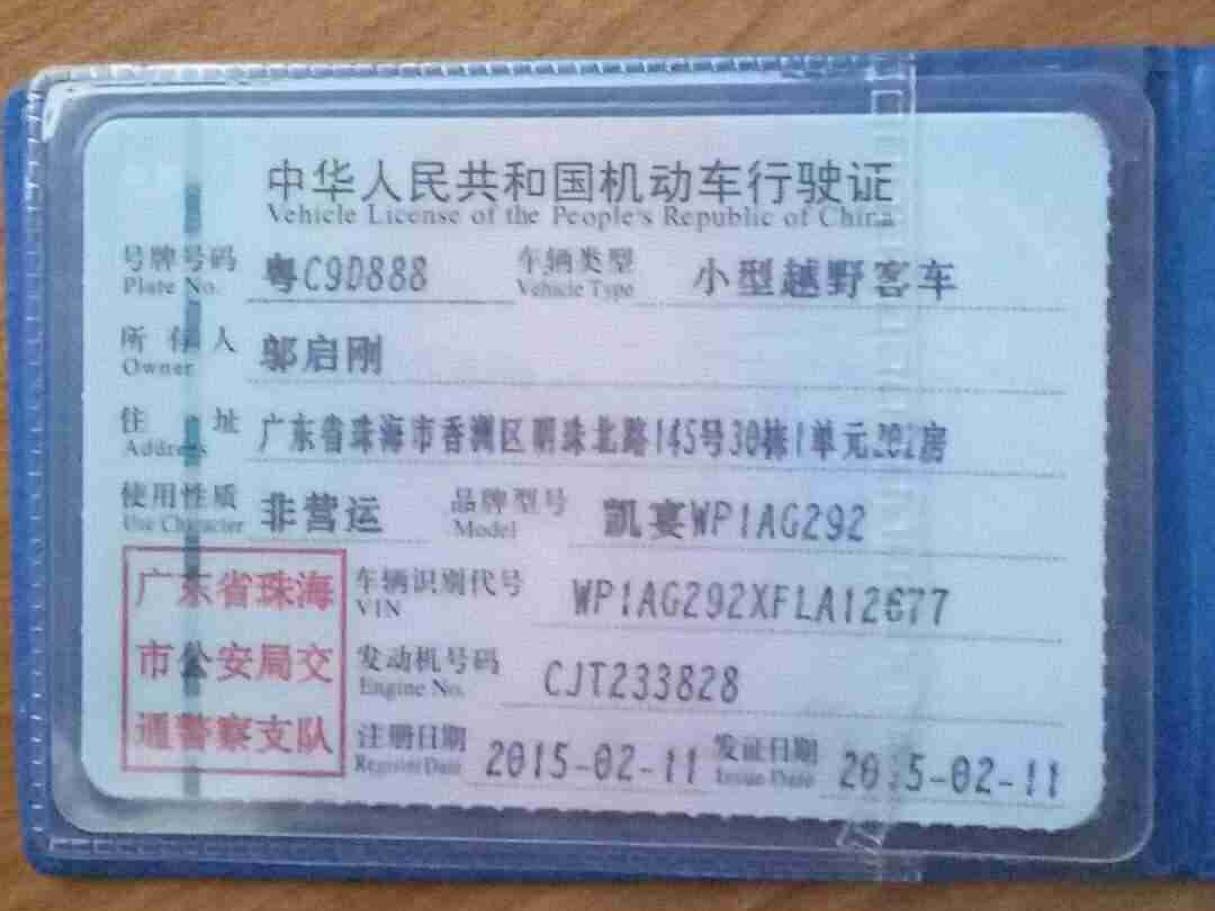 中华人民共和国机动车行驶证
Vehicle License of the People's Republic of China
号牌号码 粤C9D888 车辆类型 小型越野客车
Plate No. Vehicle Type
所有人 邬启刚
Owner
住址 广东省珠海市香洲区明珠北路145号30栋1单元202房
Address
使用性质 非营运 品牌型号 凯宴WP1AG292
Use Character Model
广东省珠海
市公安局交
通警察支队
车辆识别代号 WP1AG292XFLA12677
VIN
发动机号码 CJT233828
Engine No.
注册日期 2015-02-11 发证日期 2015-02-11
Register Date Issue Date